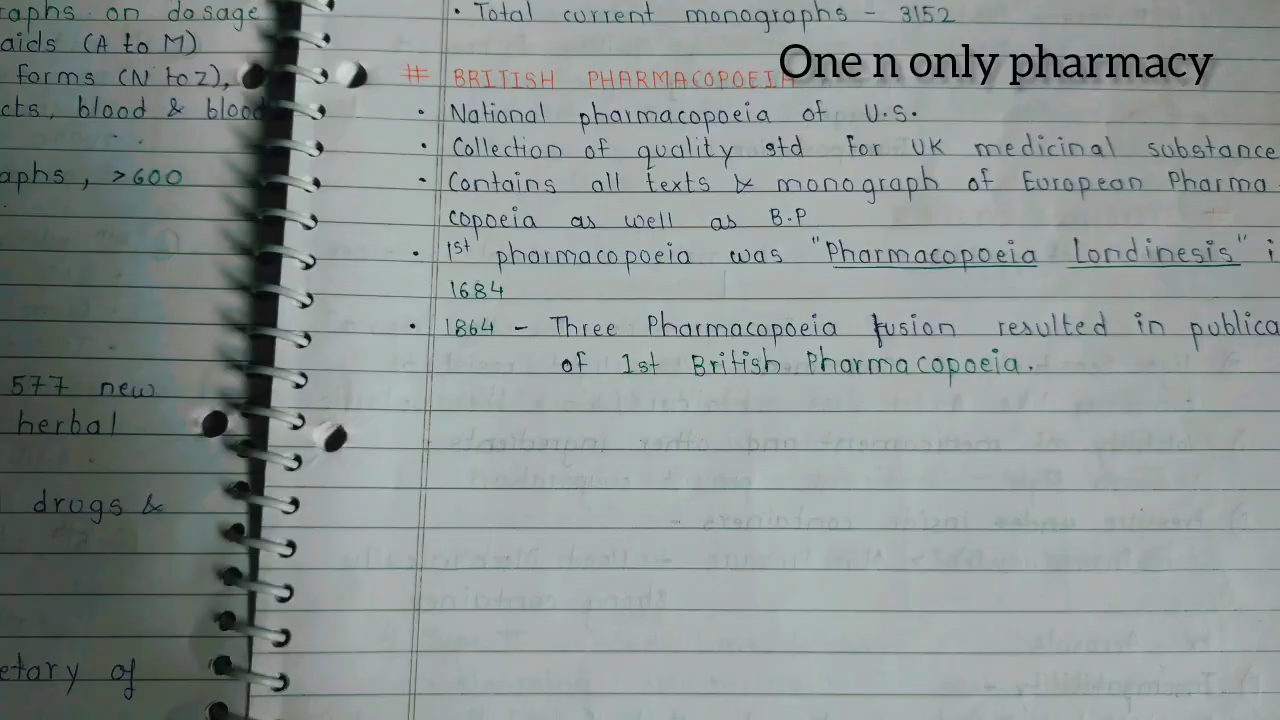 raphs on dosage
aids (A to M)
forms (N to Z),
cts, blood & blood
aphs, >600
577 new
herbal
drugs &
etary of
• Total current monographs - 3152
One n only pharmacy
# BRITISH PHARMACOPOEIA
• National pharmacopoeia of U.S.
• Collection of quality std for UK medicinal substance
• Contains all texts & monograph of European Pharma
copoeia as well as B.P
• 1st pharmacopoeia was "Pharmacopoeia Londinesis" i
1684
• 1864 - Three Pharmacopoeia fusion resulted in publica
of 1st British Pharmacopoeia.